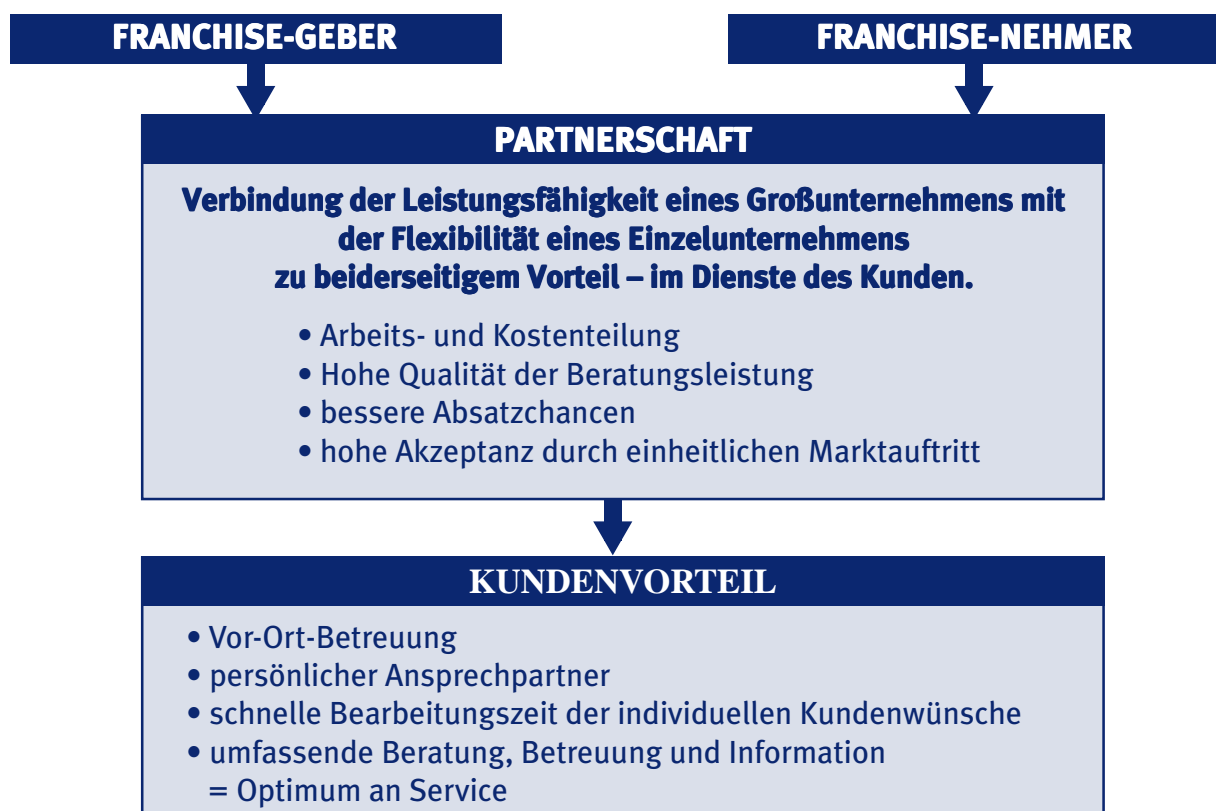 FRANCHISE-GEBER
FRANCHISE-NEHMER
PARTNERSCHAFT
Verbindung der Leistungsfähigkeit eines Großunternehmens mit
der Flexibilität eines Einzelunternehmens
zu beiderseitigem Vorteil – im Dienste des Kunden.
• Arbeits- und Kostenteilung
• Hohe Qualität der Beratungsleistung
• bessere Absatzchancen
• hohe Akzeptanz durch einheitlichen Marktauftritt
KUNDENVORTEIL
• Vor-Ort-Betreuung
• persönlicher Ansprechpartner
• schnelle Bearbeitungszeit der individuellen Kundenwünsche
• umfassende Beratung, Betreuung und Information
= Optimum an Service